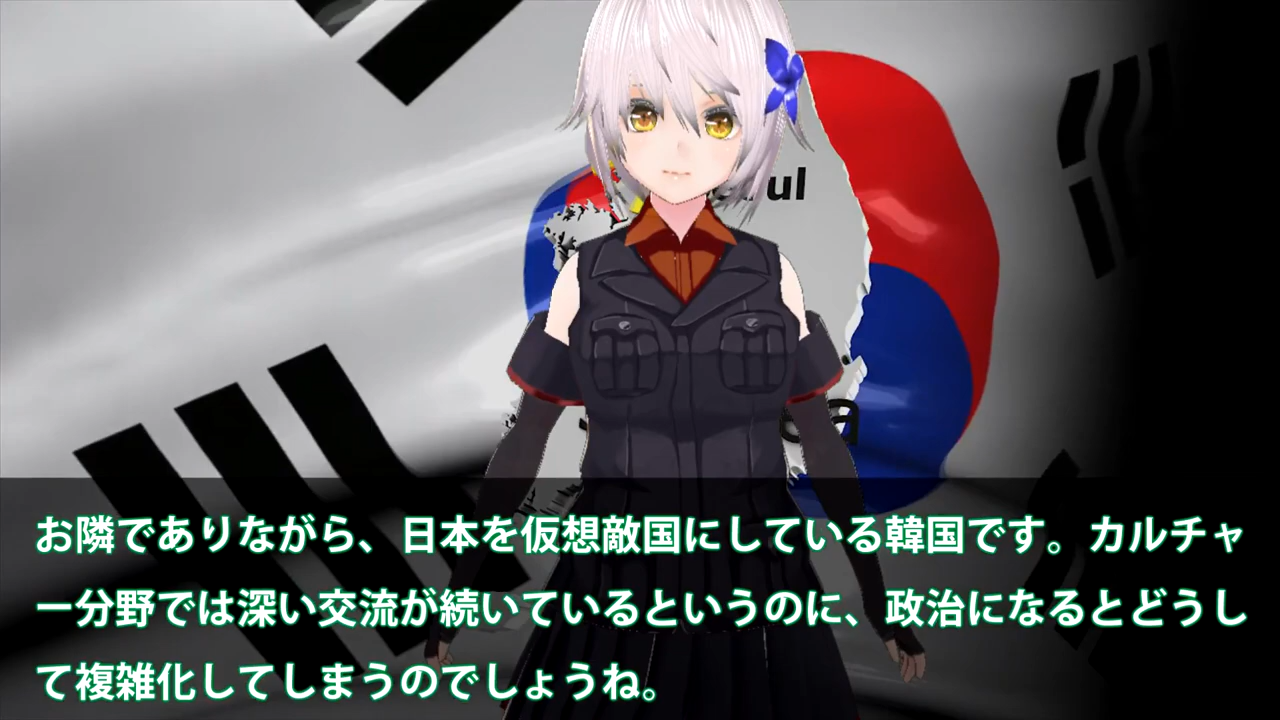 ul
a
お隣でありながら、日本を仮想敵国にしている韓国です。カルチャ
ー分野では深い交流が続いているというのに、政治になるとどうし
て複雑化してしまうのでしょうね。